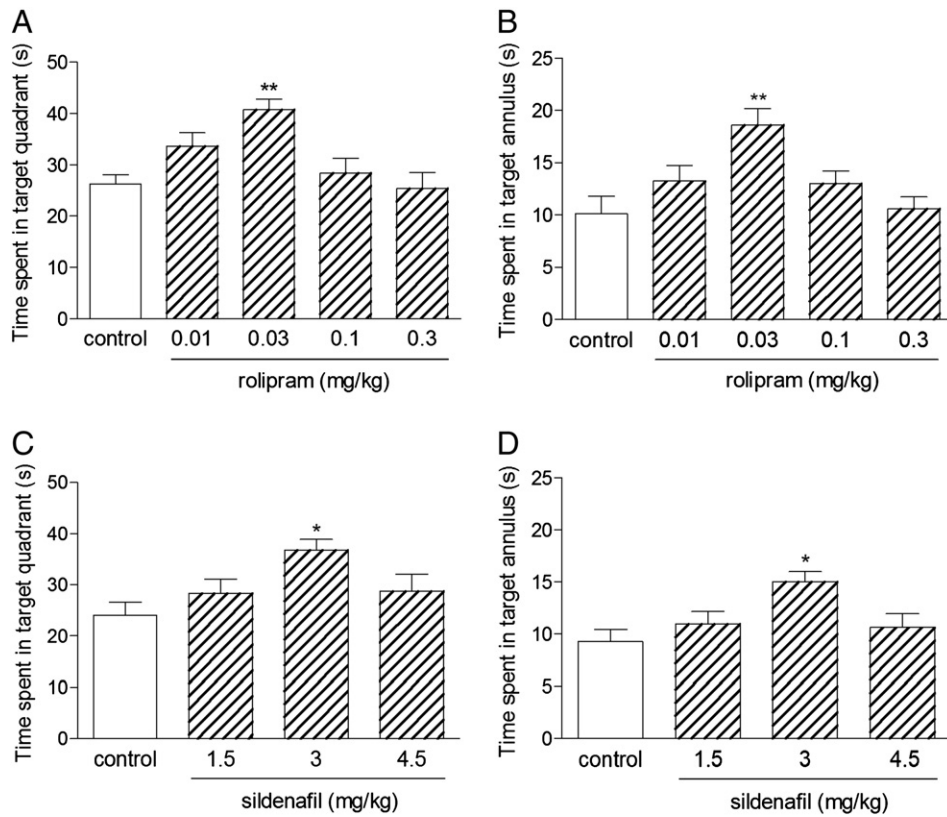 A
Time spent in target quadrant (s)
50
40
30
20
10
0
**
control
0.01
0.03
0.1
0.3
rolipram (mg/kg)
B
Time spent in target annulus (s)
25
20
15
10
5
0
**
control
0.01
0.03
0.1
0.3
rolipram (mg/kg)
C
Time spent in target quadrant (s)
50
40
30
20
10
0
*
control
1.5
3
4.5
sildenafil (mg/kg)
D
Time spent in target annulus (s)
25
20
15
10
5
0
*
control
1.5
3
4.5
sildenafil (mg/kg)